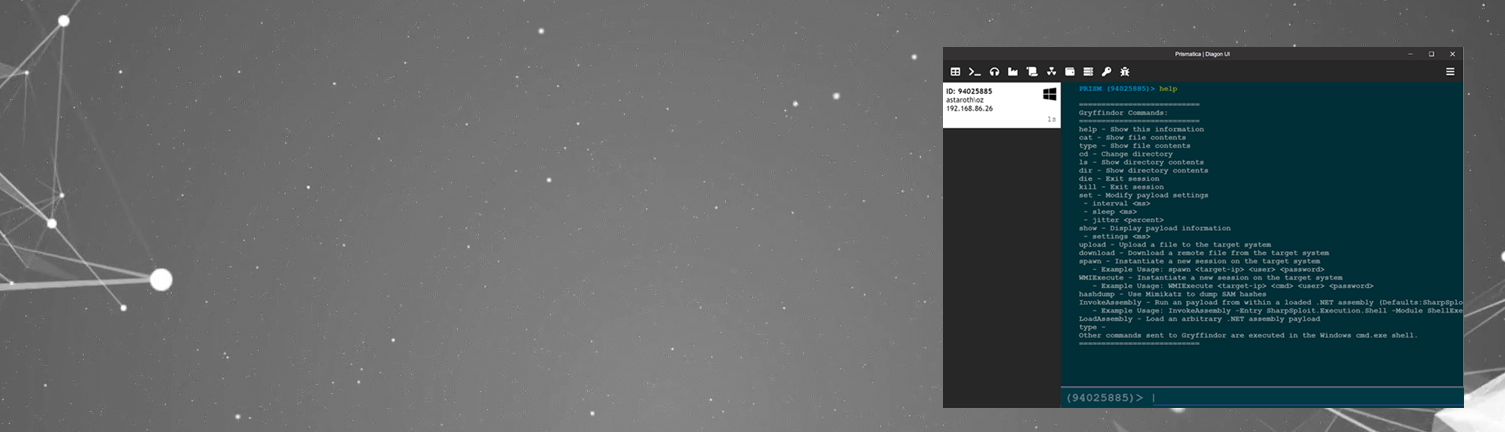 Prismatica | Diagon UI
ID: 94025885
astaroth\oz
192.168.86.26
ls
PRISM (94025885)> help
===========================
Gryffindor Commands:
===========================
help - Show this information
cat - Show file contents
type - Show file contents
cd - Change directory
ls - Show directory contents
dir - Show directory contents
die - Exit session
kill - Exit session
set - Modify payload settings
- interval <ms>
- sleep <ms>
- jitter <percent>
show - Display payload information
- settings <ms>
upload - Upload a file to the target system
download - Download a remote file from the target system
spawn - Instantiate a new session on the target system
- Example Usage: spawn <target-ip> <user> <password>
WMIExecute - Instantiate a new session on the target system
- Example Usage: WMIExecute <target-ip> <cmd> <user> <password>
hashdump - Use Mimikatz to dump SAM hashes
InvokeAssembly - Run an payload from within a loaded .NET assembly (Defaults:SharpSplo
- Example Usage: InvokeAssembly -Entry SharpSploit.Execution.Shell -Module ShellExe
LoadAssembly - Load an arbitrary .NET assembly payload
type -
Other commands sent to Gryffindor are executed in the Windows cmd.exe shell.
===========================
(94025885)> |